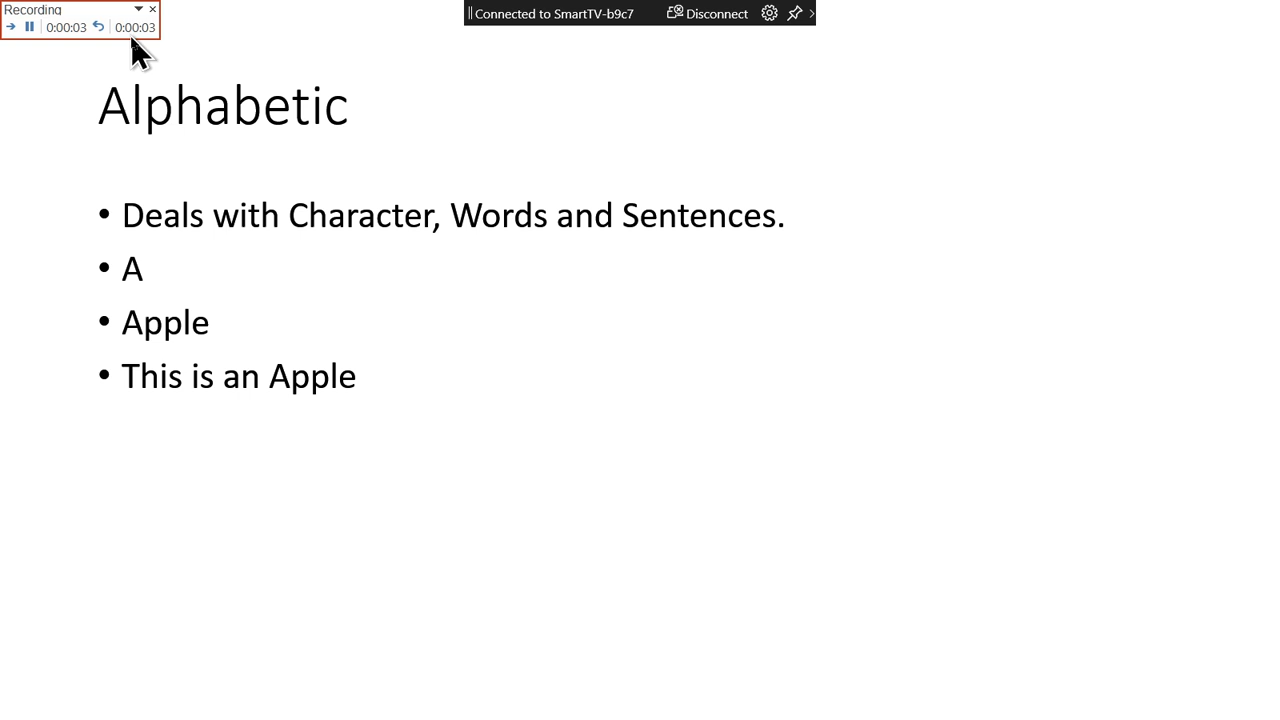 Recording
0:00:03 0:00:03
Connected to SmartTV-b9c7 Disconnect
Alphabetic
• Deals with Character, Words and Sentences.
• A
• Apple
• This is an Apple